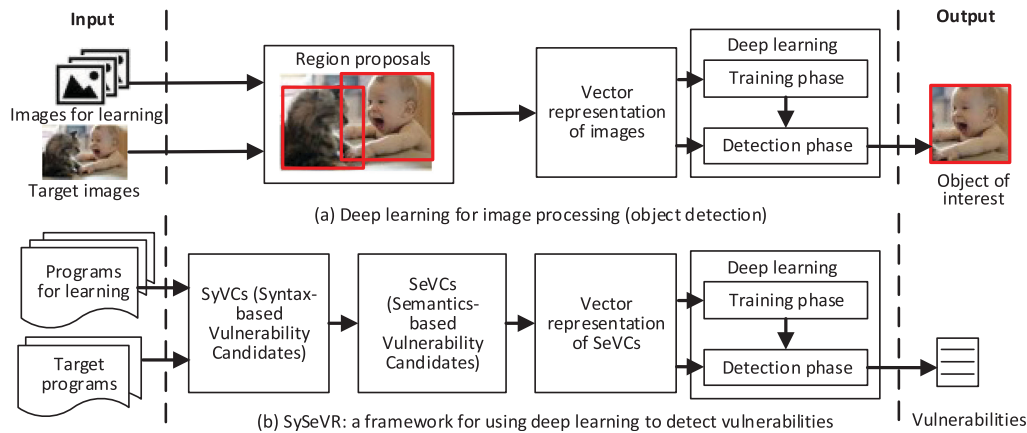 Input
Output
Images for learning
Target images
Region proposals
Vector
representation
of images
Deep learning
Training phase
Detection phase
Object of
interest
(a) Deep learning for image processing (object detection)
Programs
for learning
Target
programs
SyVCs (Syntax-
based
Vulnerability
Candidates)
SeVCs
(Semantics-
based
Vulnerability
Candidates)
Vector
representation
of SeVCs
Deep learning
Training phase
Detection phase
Vulnerabilities
(b) SySeVR: a framework for using deep learning to detect vulnerabilities